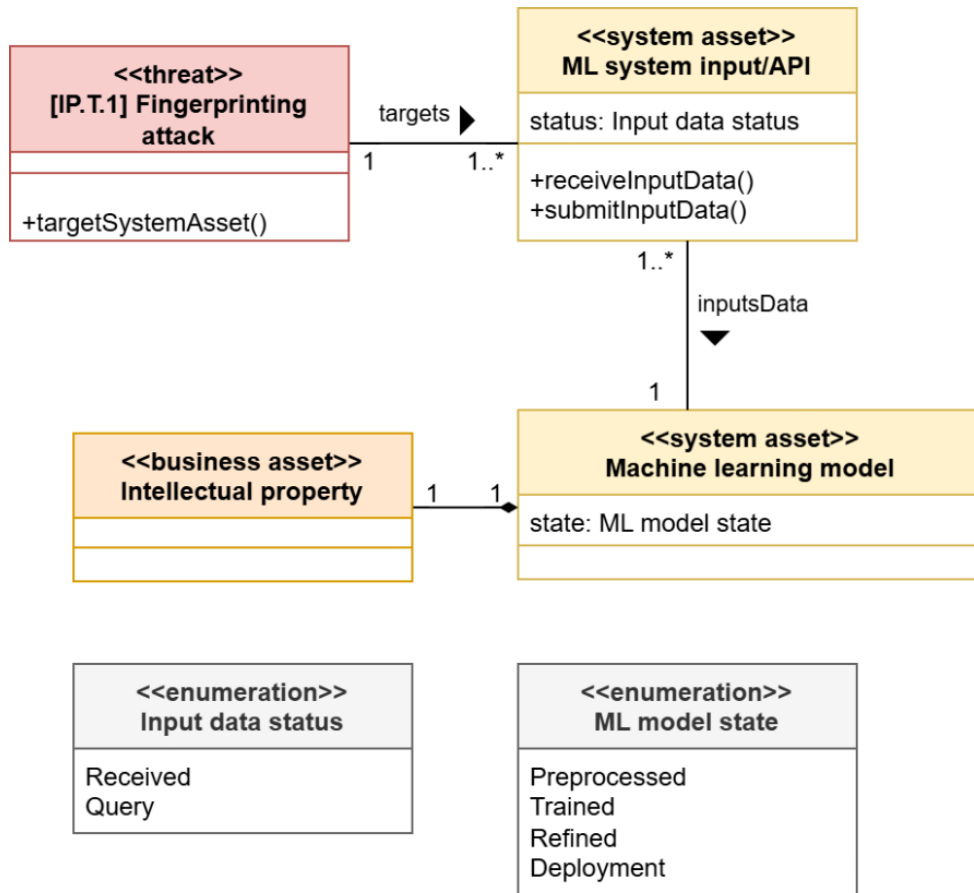 <<threat>>
[IP.T.1] Fingerprinting
attack
+targetSystemAsset()
targets
1
1..*
<<system asset>>
ML system input/API
status: Input data status
+receiveInputData()
+submitInputData()
1..*
inputsData
1
<<business asset>>
Intellectual property
1
1
<<system asset>>
Machine learning model
state: ML model state
<<enumeration>>
Input data status
Received
Query
<<enumeration>>
ML model state
Preprocessed
Trained
Refined
Deployment